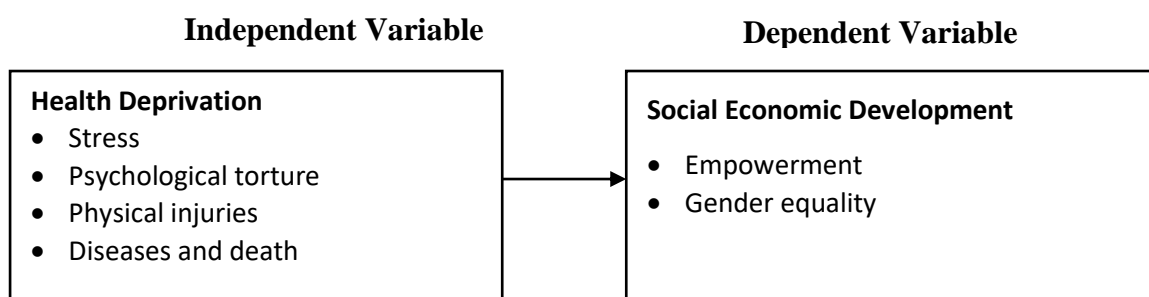 Independent Variable
Dependent Variable
Health Deprivation
• Stress
• Psychological torture
• Physical injuries
• Diseases and death
Social Economic Development
• Empowerment
• Gender equality